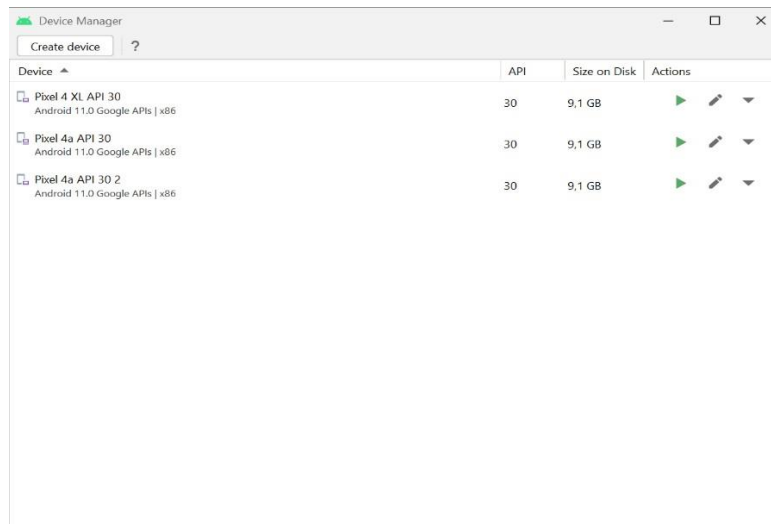 Device Manager
Create device ?
Device API Size on Disk Actions
Pixel 4 XL API 30
Android 11.0 Google APIs | x86
30 9,1 GB
Pixel 4a API 30
Android 11.0 Google APIs | x86
30 9,1 GB
Pixel 4a API 30 2
Android 11.0 Google APIs | x86
30 9,1 GB